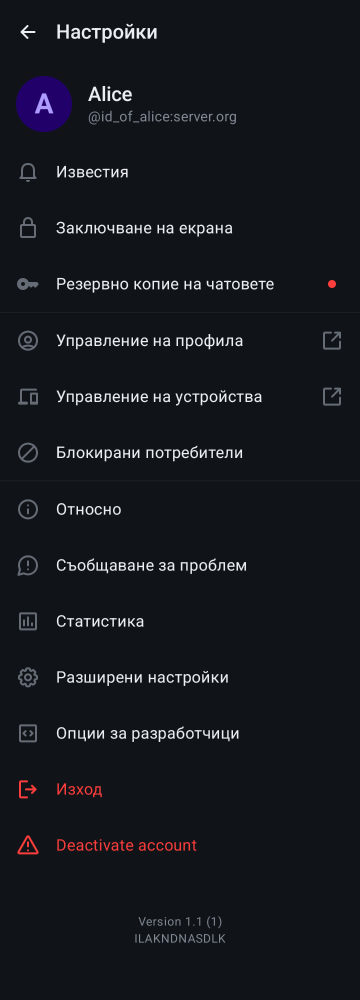 Настройки
A
Alice
@id_of_alice:server.org
Известия
Заключване на екрана
Резервно копие на чатовете
Управление на профила
Управление на устройства
Блокирани потребители
Относно
Съобщаване за проблем
Статистика
Разширени настройки
Опции за разработчици
Изход
Deactivate account
Version 1.1 (1)
ILAKNDNASDLK